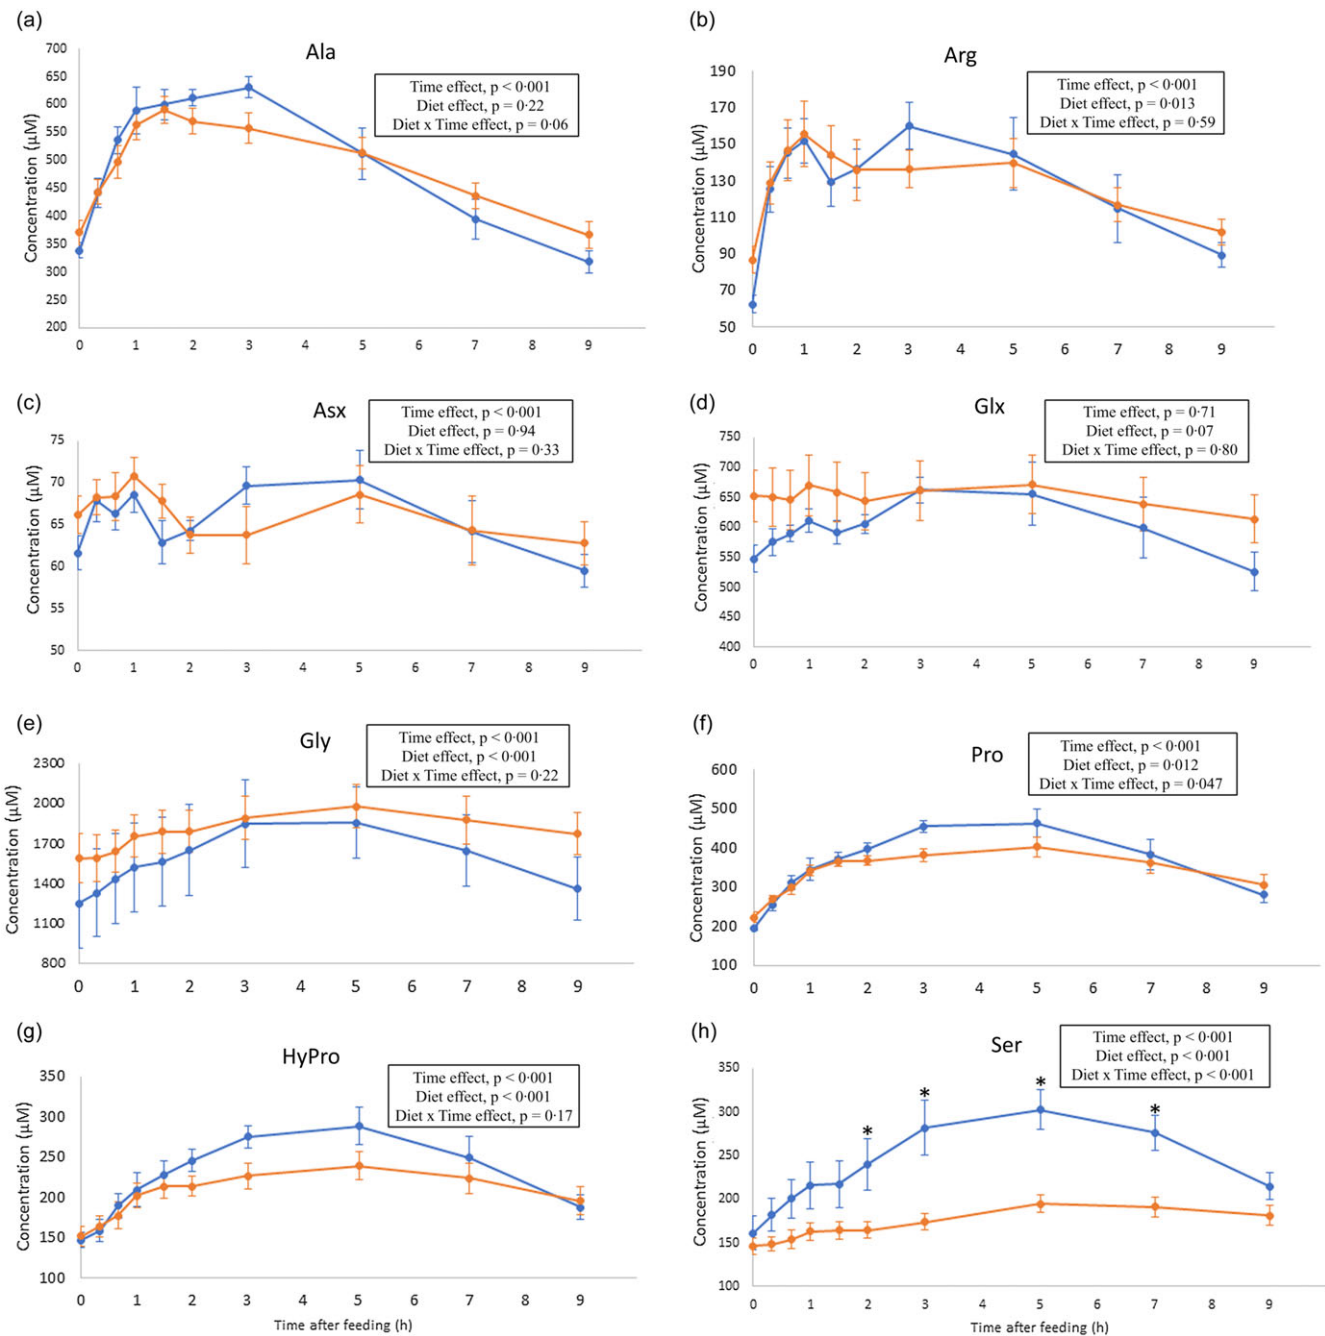 (a)
Ala
Time effect, p < 0·001
Diet effect, p = 0·22
Diet x Time effect, p = 0·06
Concentration (µM)
700
600
550
500
450
400
350
300
250
200
0 1 2 3 4 5 6 7 8 9
(b)
Arg
Time effect, p < 0·001
Diet effect, p = 0·013
Diet x Time effect, p = 0·59
Concentration (µM)
190
170
150
130
110
90
70
50
0 1 2 3 4 5 6 7 8 9
(c)
Asx
Time effect, p < 0·001
Diet effect, p = 0·94
Diet x Time effect, p = 0·33
Concentration (µM)
75
70
65
60
55
50
0 1 2 3 4 5 6 7 8 9
(d)
Glx
Time effect, p = 0·71
Diet effect, p = 0·07
Diet x Time effect, p = 0·80
Concentration (µM)
750
700
650
600
550
500
450
400
0 1 2 3 4 5 6 7 8 9
(e)
Gly
Time effect, p < 0·001
Diet effect, p < 0·001
Diet x Time effect, p = 0·22
Concentration (µM)
2300
2000
1700
1400
1100
800
0 1 2 3 4 5 6 7 8 9
(f)
Pro
Time effect, p < 0·001
Diet effect, p = 0·012
Diet x Time effect, p = 0·047
Concentration (µM)
600
500
400
300
200
100
0 1 2 3 4 5 6 7 8 9
(g)
HyPro
Time effect, p < 0·001
Diet effect, p < 0·001
Diet x Time effect, p = 0·17
Concentration (µM)
350
300
250
200
150
100
0 1 2 3 4 5 6 7 8 9
Time after feeding (h)
(h)
Ser
Time effect, p < 0·001
Diet effect, p < 0·001
Diet x Time effect, p < 0·001
Concentration (µM)
350
300
250
200
150
100
* * * *
0 1 2 3 4 5 6 7 8 9
Time after feeding (h)